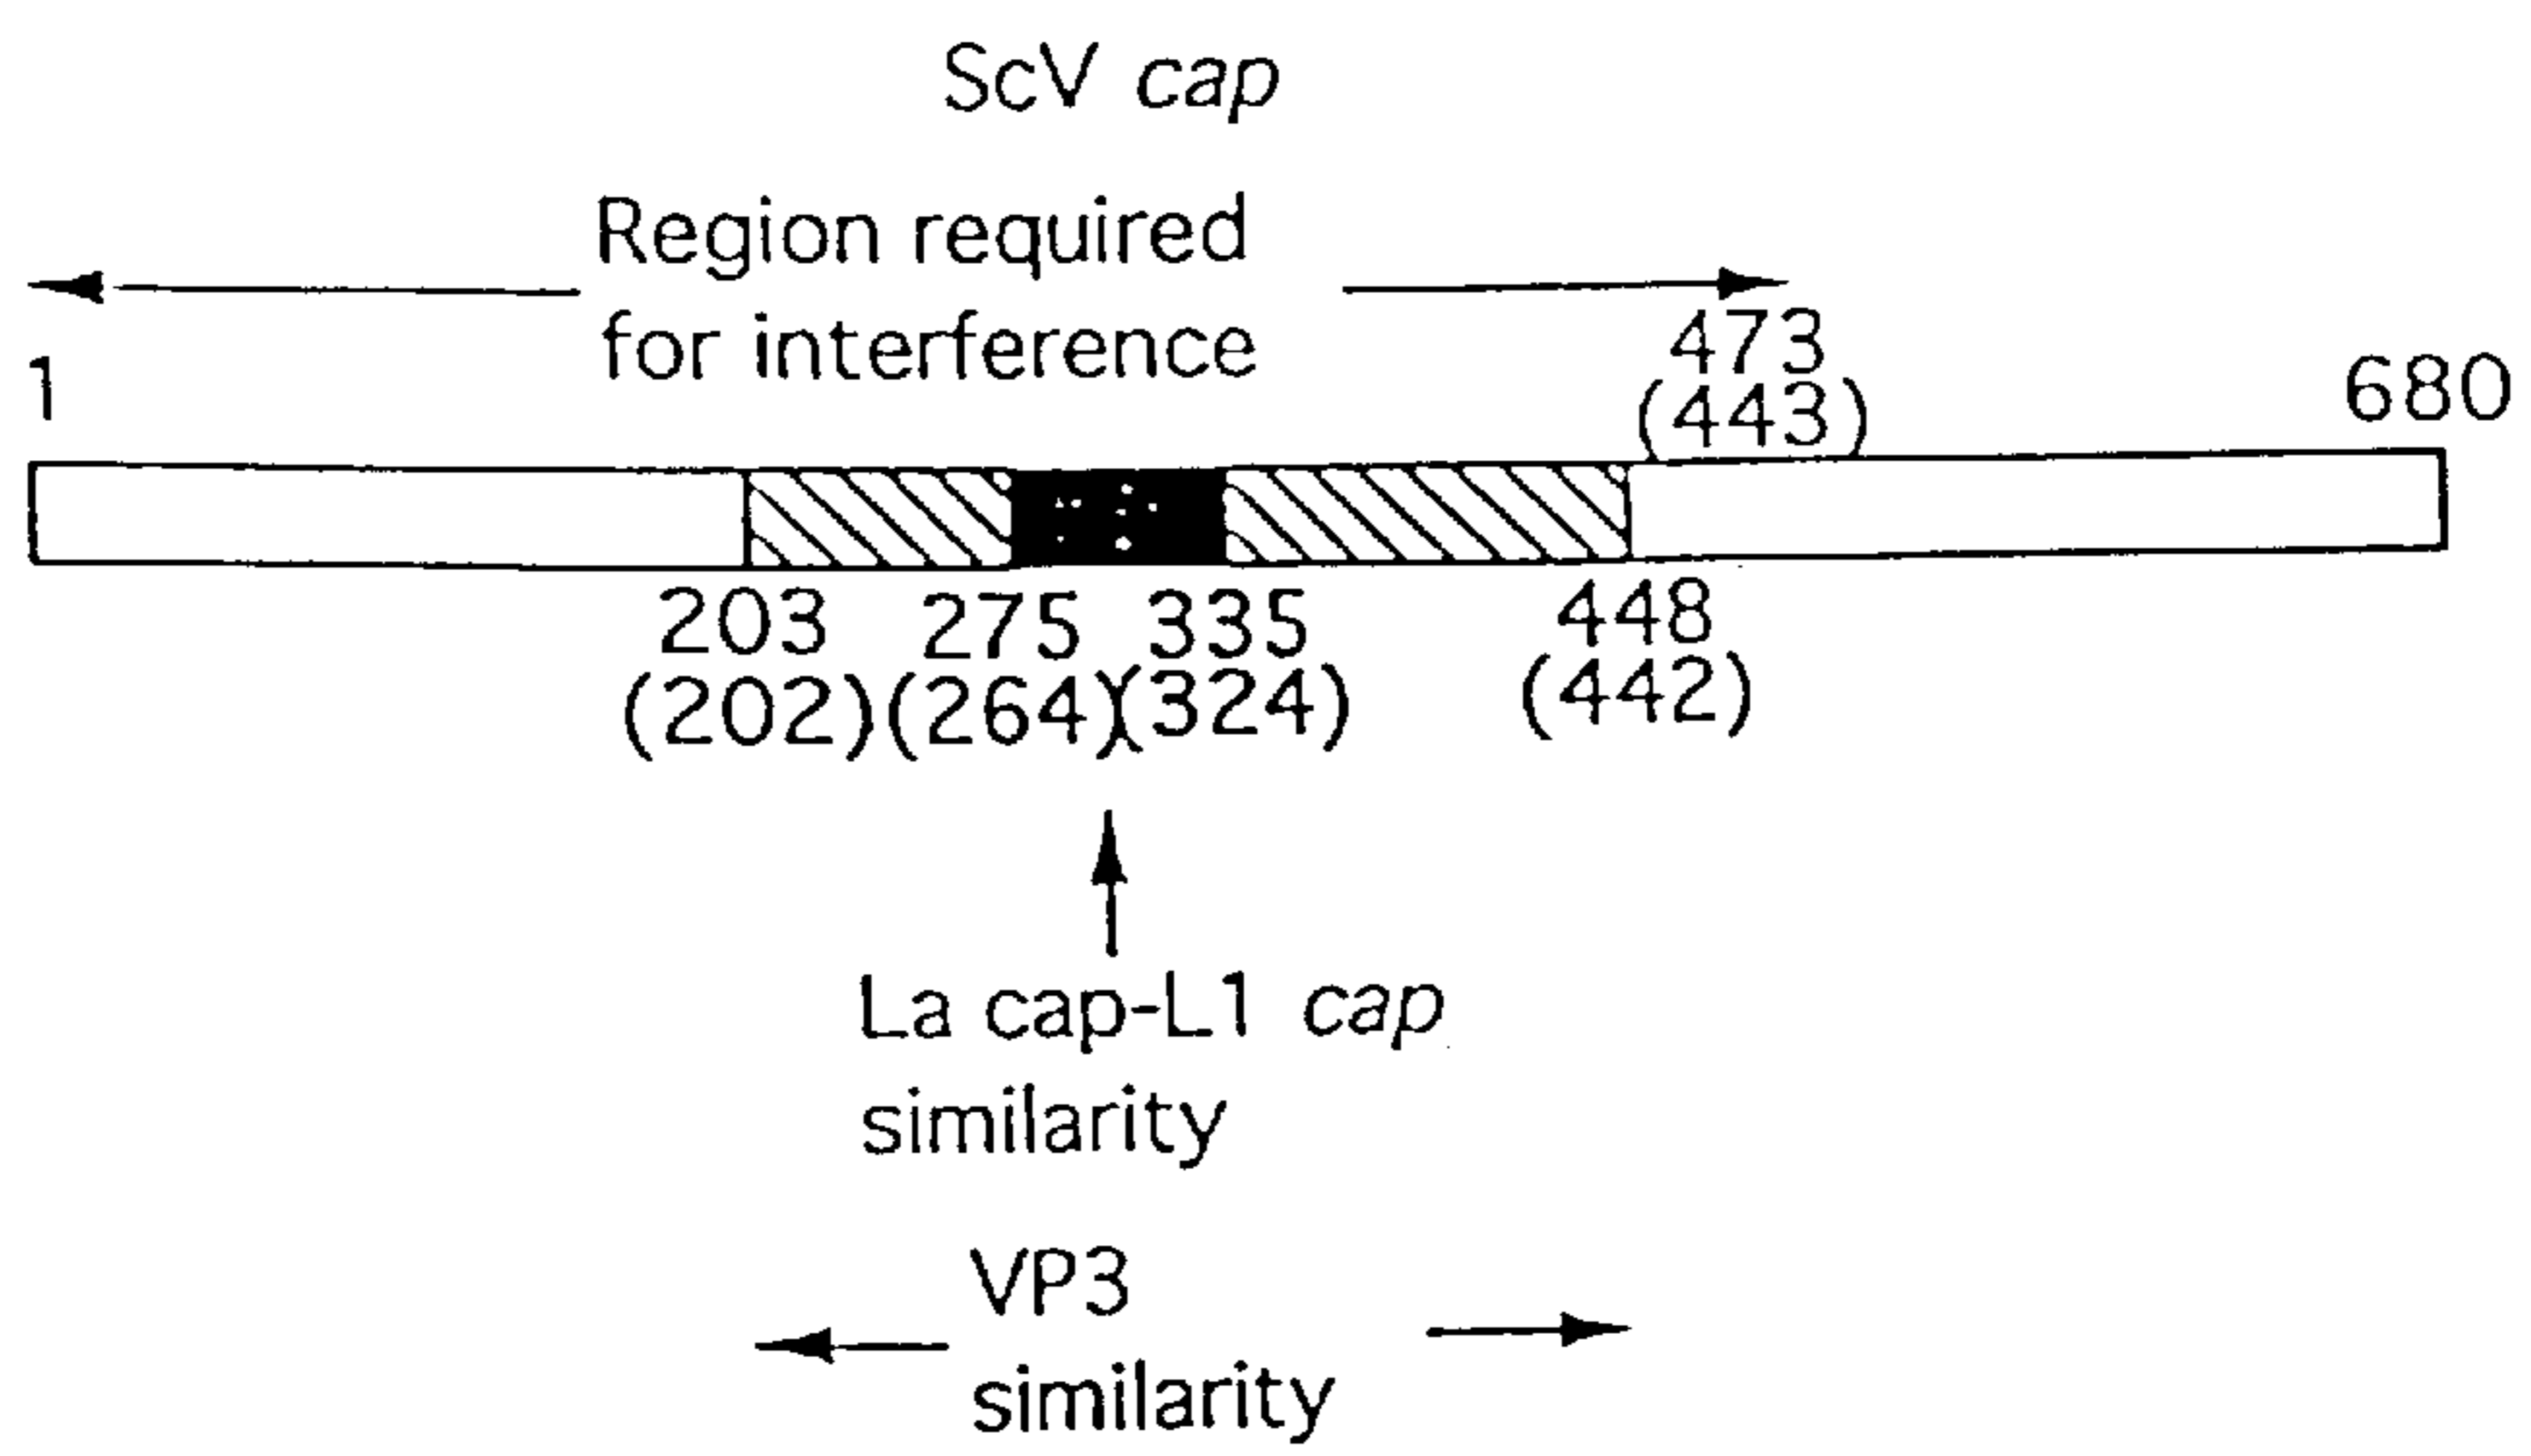 ScV cap
Region required
for interference
1
473
(443)
680
203 275 335 448
(202)(264)(324) (442)
La cap-L1 cap
similarity
VP3
similarity